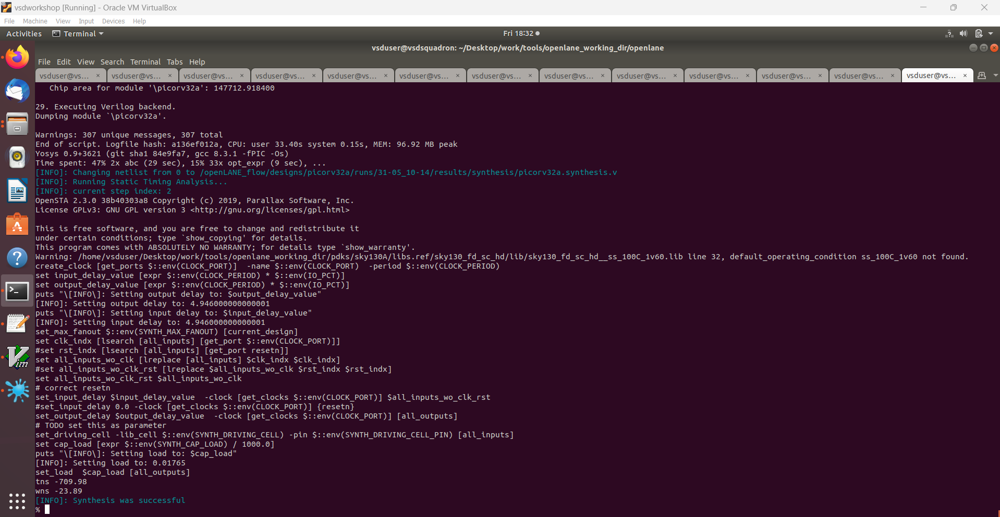 vsdworkshop [Running] - Oracle VM VirtualBox
File Machine View Input Devices Help
Activities Terminal Fri 18:32
vsduser@vsdsquadron: ~/Desktop/work/tools/openlane_working_dir/openlane
File Edit View Search Terminal Tabs Help
vsduser@vs... × vsduser@vs... × vsduser@vs... × vsduser@vs... × vsduser@vs... × vsduser@vs... × vsduser@vs... × vsduser@vs... × vsduser@vs... × vsduser@vs... × vsduser@vs... × vsduser@vs... × vsduser@vs... ×
Chip area for module '\picorv32a': 147712.918400
29. Executing Verilog backend.
Dumping module `\picorv32a'.
Warnings: 307 unique messages, 307 total
End of script. Logfile hash: a136ef012a, CPU: user 33.40s system 0.15s, MEM: 96.92 MB peak
Yosys 0.9+3621 (git sha1 84e9fa7, gcc 8.3.1 -fPIC -Os)
Time spent: 47% 2x abc (29 sec), 15% 33x opt_expr (9 sec), ...
[INFO]: Changing netlist from 0 to /openLANE_flow/designs/picorv32a/runs/31-05_10-14/results/synthesis/picorv32a.synthesis.v
[INFO]: Running Static Timing Analysis...
[INFO]: current step index: 2
OpenSTA 2.3.0 38b40303a8 Copyright (c) 2019, Parallax Software, Inc.
License GPLv3: GNU GPL version 3 <http://gnu.org/licenses/gpl.html>
This is free software, and you are free to change and redistribute it
under certain conditions; type `show_copying' for details.
This program comes with ABSOLUTELY NO WARRANTY; for details type `show_warranty'.
Warning: /home/vsduser/Desktop/work/tools/openlane_working_dir/pdks/sky130A/libs.ref/sky130_fd_sc_hd/lib/sky130_fd_sc_hd__ss_100C_1v60.lib line 32, default_operating_condition ss_100C_1v60 not found.
create_clock [get_ports $::env(CLOCK_PORT)]  -name $::env(CLOCK_PORT)  -period $::env(CLOCK_PERIOD)
set input_delay_value [expr $::env(CLOCK_PERIOD) * $::env(IO_PCT)]
set output_delay_value [expr $::env(CLOCK_PERIOD) * $::env(IO_PCT)]
puts "\[INFO\]: Setting output delay to: $output_delay_value"
[INFO]: Setting output delay to: 4.946000000000001
puts "\[INFO\]: Setting input delay to: $input_delay_value"
[INFO]: Setting input delay to: 4.946000000000001
set_max_fanout $::env(SYNTH_MAX_FANOUT) [current_design]
set clk_indx [lsearch [all_inputs] [get_port $::env(CLOCK_PORT)]]
#set rst_indx [lsearch [all_inputs] [get_port resetn]]
set all_inputs_wo_clk [lreplace [all_inputs] $clk_indx $clk_indx]
#set all_inputs_wo_clk_rst [lreplace $all_inputs_wo_clk $rst_indx $rst_indx]
set all_inputs_wo_clk_rst $all_inputs_wo_clk
# correct resetn
set_input_delay $input_delay_value  -clock [get_clocks $::env(CLOCK_PORT)] $all_inputs_wo_clk_rst
#set_input_delay 0.0 -clock [get_clocks $::env(CLOCK_PORT)] {resetn}
set_output_delay $output_delay_value  -clock [get_clocks $::env(CLOCK_PORT)] [all_outputs]
# TODO set this as parameter
set_driving_cell -lib_cell $::env(SYNTH_DRIVING_CELL) -pin $::env(SYNTH_DRIVING_CELL_PIN) [all_inputs]
set cap_load [expr $::env(SYNTH_CAP_LOAD) / 1000.0]
puts "\[INFO\]: Setting load to: $cap_load"
[INFO]: Setting load to: 0.01765
set_load  $cap_load [all_outputs]
tns -709.98
wns -23.89
[INFO]: Synthesis was successful
%